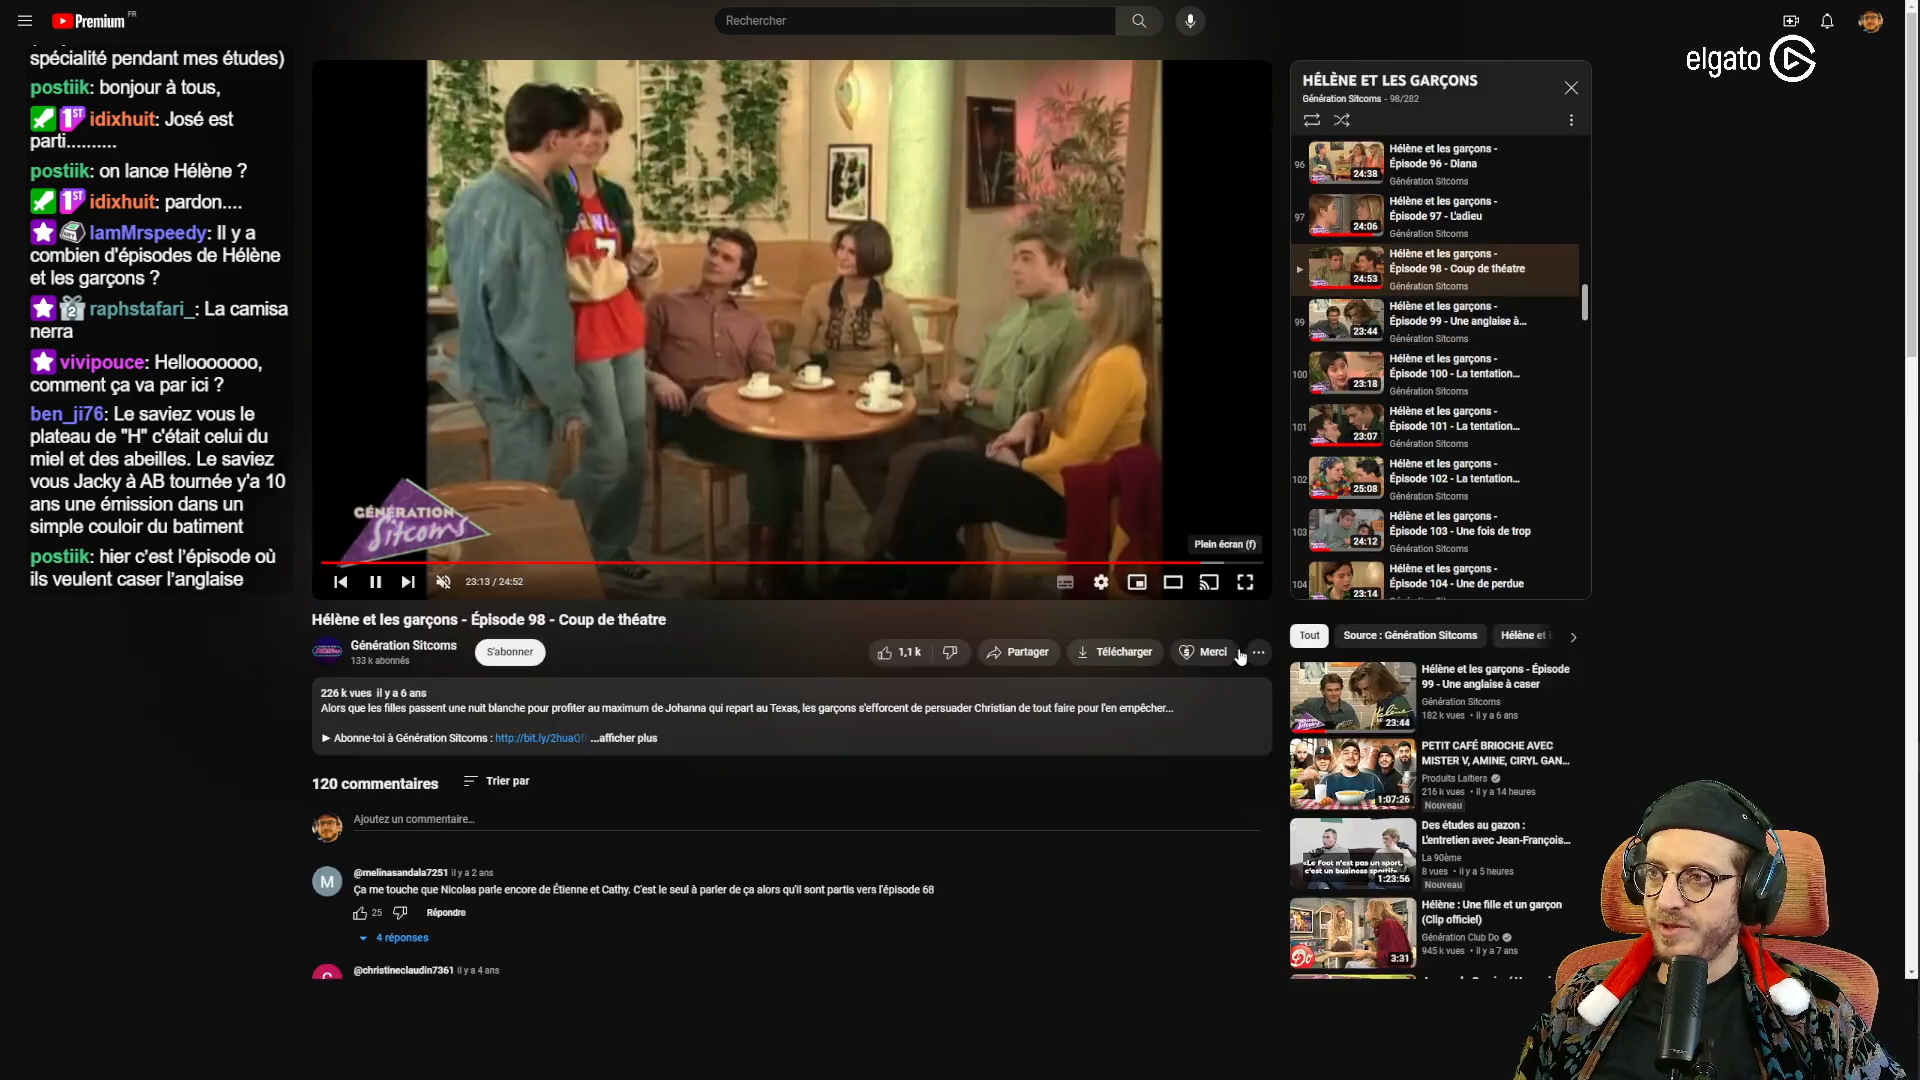 Premium
FR
Rechercher
elgato
spécialité pendant mes études)
postiik: bonjour à tous,
1ST idixhuit: José est
parti..........
postiik: on lance Hélène ?
1ST idixhuit: pardon....
IamMrspeedy: Il y a
combien d'épisodes de Hélène
et les garçons ?
2 raphstafari_: La camisa
nerra
vivipouce: Hellooooooo,
comment ça va par ici ?
ben_ji76: Le saviez vous le
plateau de "H" c'était celui du
miel et des abeilles. Le saviez
vous Jacky à AB tournée y'a 10
ans une émission dans un
simple couloir du batiment
postiik: hier c'est l'épisode où
ils veulent caser l'anglaise
7
GÉNÉRATION
Sitcoms
Plein écran (f)
23:13 / 24:52
Hélène et les garçons - Épisode 98 - Coup de théatre
Génération Sitcoms
133 k abonnés
S'abonner
1,1 k
Partager
Télécharger
Merci
226 k vues il y a 6 ans
Alors que les filles passent une nuit blanche pour profiter au maximum de Johanna qui repart au Texas, les garçons s'efforcent de persuader Christian de tout faire pour l'en empêcher...
► Abonne-toi à Génération Sitcoms : http://bit.ly/2huaQ ...afficher plus
120 commentaires
Trier par
Ajoutez un commentaire...
M
@melinasandala7251 il y a 2 ans
Ça me touche que Nicolas parle encore de Étienne et Cathy. C'est le seul à parler de ça alors qu'il sont partis vers l'épisode 68
25
Répondre
4 réponses
@christineclaudin7361 il y a 4 ans
HÉLÈNE ET LES GARÇONS
Génération Sitcoms - 98/282
96
24:38
Hélène et les garçons -
Épisode 96 - Diana
Génération Sitcoms
97
24:06
Hélène et les garçons -
Épisode 97 - L'adieu
Génération Sitcoms
24:53
Hélène et les garçons -
Épisode 98 - Coup de théatre
Génération Sitcoms
99
23:44
Hélène et les garçons -
Épisode 99 - Une anglaise à...
Génération Sitcoms
100
23:18
Hélène et les garçons -
Épisode 100 - La tentation...
Génération Sitcoms
101
23:07
Hélène et les garçons -
Épisode 101 - La tentation...
Génération Sitcoms
102
25:08
Hélène et les garçons -
Épisode 102 - La tentation...
Génération Sitcoms
103
24:12
Hélène et les garçons -
Épisode 103 - Une fois de trop
Génération Sitcoms
104
23:14
Hélène et les garçons -
Épisode 104 - Une de perdue
Tout
Source : Génération Sitcoms
Hélène et
Hélène
23:44
Hélène et les garçons - Épisode
99 - Une anglaise à caser
Génération Sitcoms
182 k vues • il y a 6 ans
1:07:26
PETIT CAFÉ BRIOCHE AVEC
MISTER V, AMINE, CIRYL GAN...
Produits Laitiers
216 k vues • il y a 14 heures
Nouveau
«Le Foot n'est pas un sport,
c'est un business sportif»
1:23:56
Des études au gazon :
L'entretien avec Jean-François...
La 90ème
8 vues • il y a 5 heures
Nouveau
Do
3:31
Hélène : Une fille et un garçon
(Clip officiel)
Génération Club Do
945 k vues • il y a 7 ans